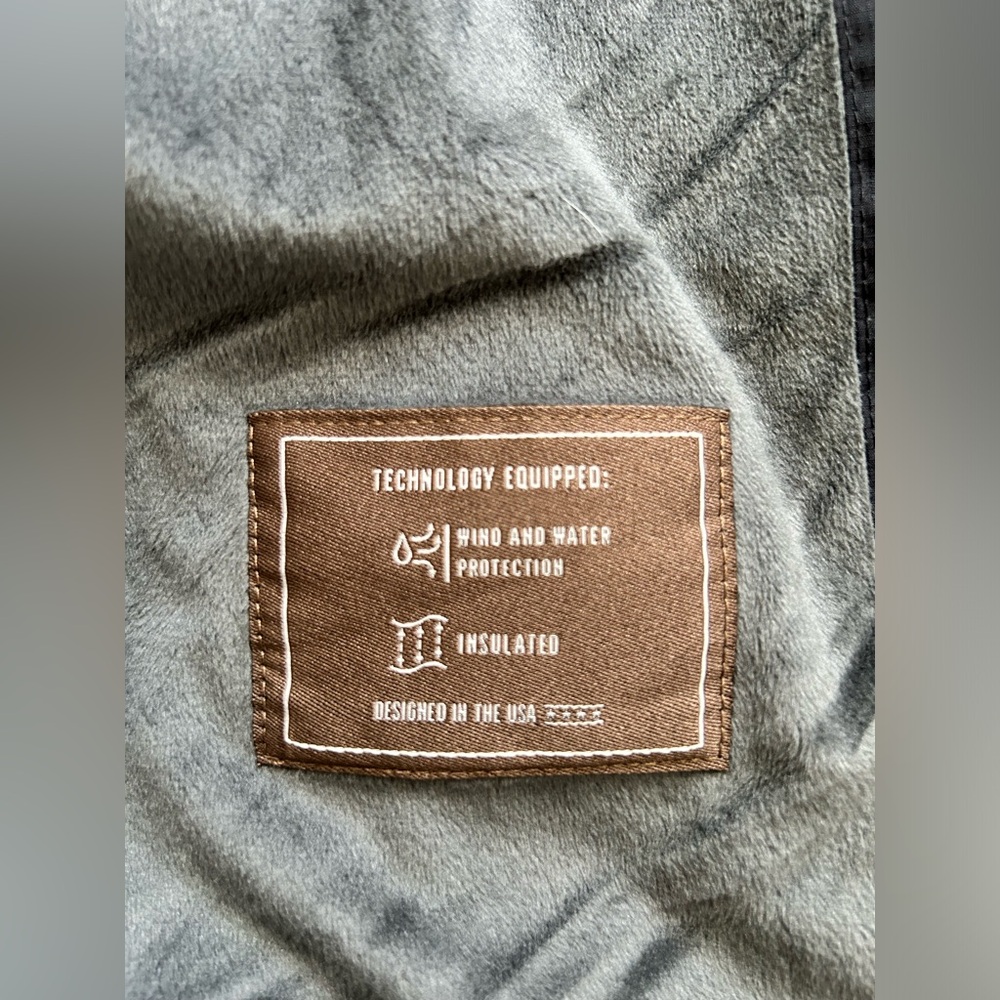 TECHNOLOGY EQUIPPED:
WIND AND WATER
PROTECTION
INSULATED
DESIGNED IN THE USA